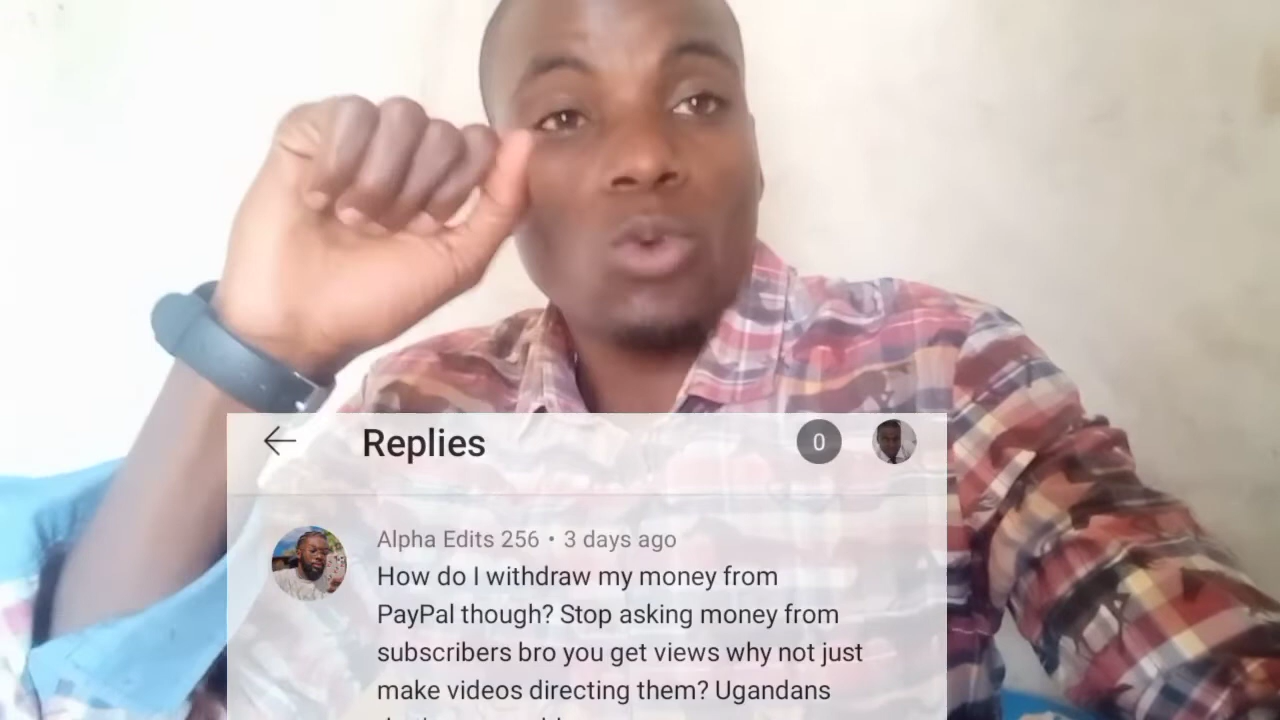 Replies
0
Alpha Edits 256 • 3 days ago
How do I withdraw my money from
PayPal though? Stop asking money from
subscribers bro you get views why not just
make videos directing them? Ugandans